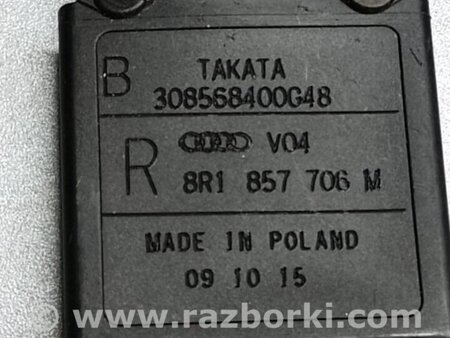 B TAKATA
308568400G48
R V04
8R1 857 706 M
MADE IN POLAND
09 10 15
www.razborki.com